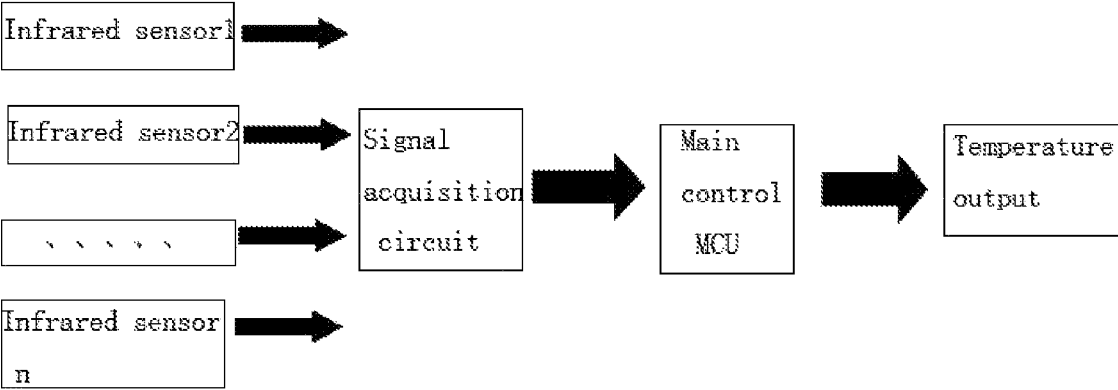 Infrared sensor1
Infrared sensor2
、、、、、
Infrared sensor
n
Signal
acquisition
circuit
Main
control
MCU
Temperature
output